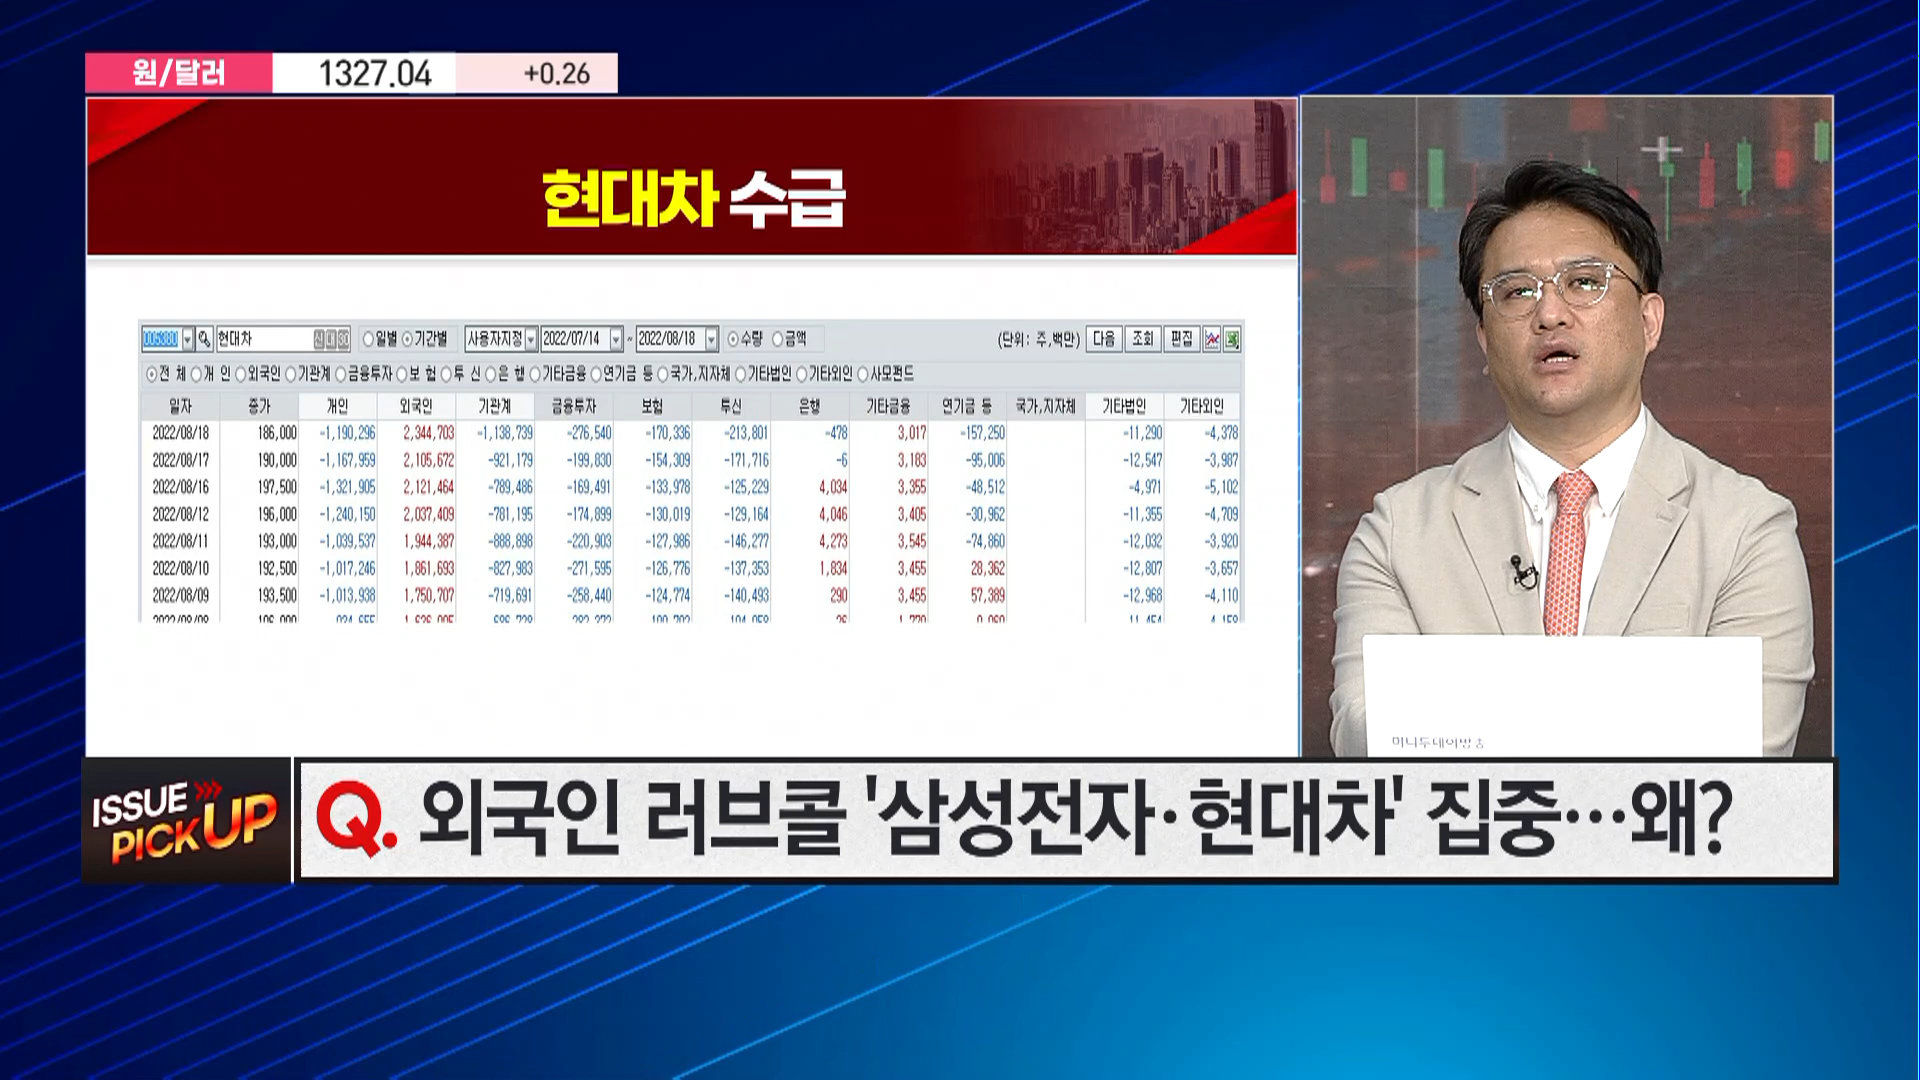 원/달러 1327.04 +0.26
현대차 수급
005380 현대차 신 대 30 일별 기간별 사용자지정 2022/07/14 ~ 2022/08/18 수량 금액 (단위: 주,백만) 다음 조회 편집
전 체 개 인 외국인 기관계 금융투자 보 험 투 신 은 행 기타금융 연기금 등 국가,지자체 기타법인 기타외인 사모펀드
일자 종가 개인 외국인 기관계 금융투자 보험 투신 은행 기타금융 연기금 등 국가,지자체 기타법인 기타외인
2022/08/18 186,000 -1,190,296 2,344,703 -1,138,739 -276,540 -170,336 -213,801 -478 3,017 -157,250 -11,290 -4,378
2022/08/17 190,000 -1,167,959 2,105,672 -921,179 -199,830 -154,309 -171,716 -6 3,183 -95,006 -12,547 -3,987
2022/08/16 197,500 -1,321,905 2,121,464 -789,486 -169,491 -133,978 -125,229 4,034 3,355 -48,512 -4,971 -5,102
2022/08/12 196,000 -1,240,150 2,037,409 -781,195 -174,899 -130,019 -129,164 4,046 3,405 -30,962 -11,355 -4,709
2022/08/11 193,000 -1,039,537 1,944,387 -888,898 -220,903 -127,986 -146,277 4,273 3,545 -74,860 -12,032 -3,920
2022/08/10 192,500 -1,017,246 1,861,693 -827,983 -271,595 -126,776 -137,353 1,834 3,455 28,362 -12,807 -3,657
2022/08/09 193,500 -1,013,938 1,750,707 -719,691 -258,440 -124,774 -140,493 290 3,455 57,389 -12,968 -4,110
ISSUE
PICK UP
Q. 외국인 러브콜 '삼성전자·현대차' 집중…왜?